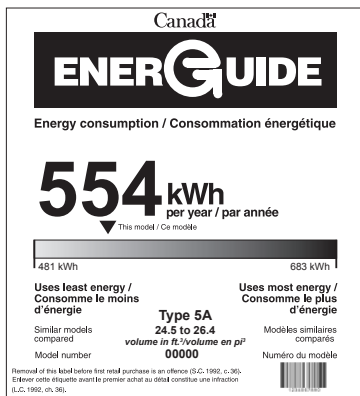 Canada
ENERGUIDE
Energy consumption / Consommation énergétique
554 kWh
per year / par année
This model / Ce modèle
481 kWh 683 kWh
Uses least energy / Consomme le moins d'énergie
Uses most energy / Consomme le plus d'énergie
Type 5A
Similar models compared
24.5 to 26.4
volume in ft.³/volume en pi³
Modèles similaires comparés
Model number
00000
Numéro du modèle
Removal of this label before first retail purchase is an offence (S.C. 1992, c. 36).
Enlever cette étiquette avant le premier achat au détail constitue une infraction
(L.C. 1992, ch. 36).